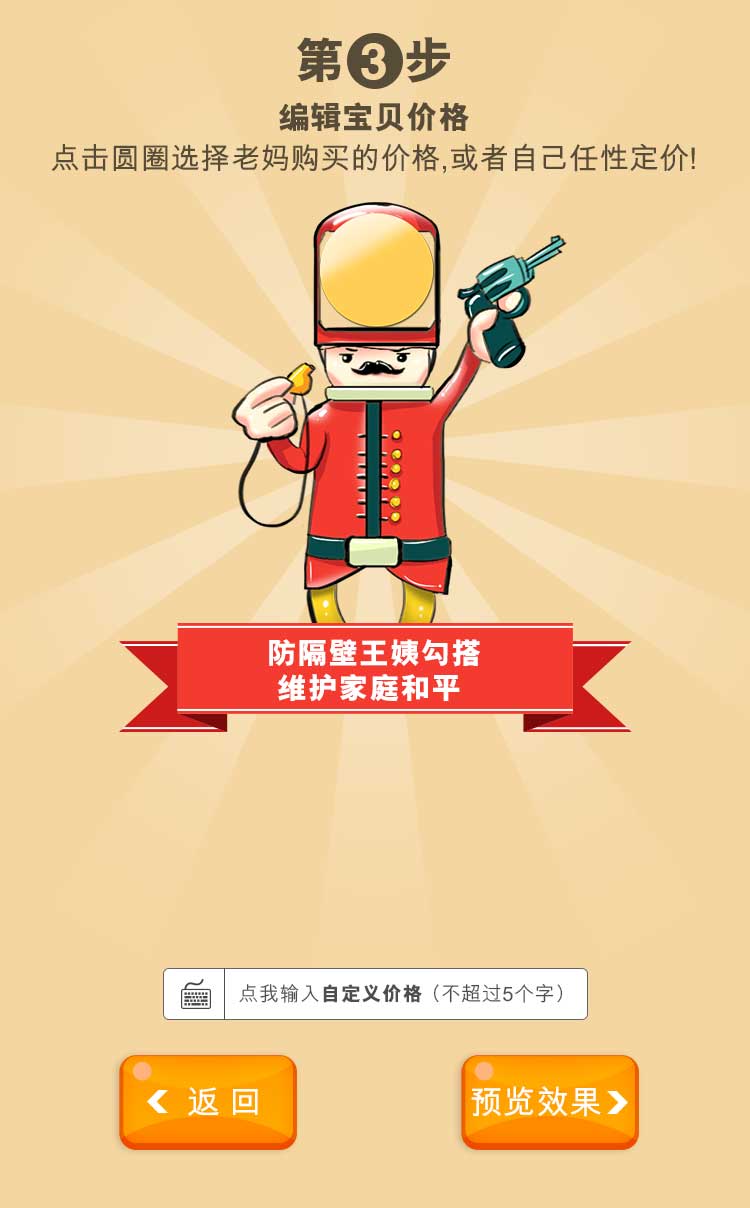 第3步
编辑宝贝价格
点击圆圈选择老妈购买的价格,或者自己任性定价!
防隔壁王姨勾搭
维护家庭和平
点我输入自定义价格（不超过5个字）
返回
预览效果